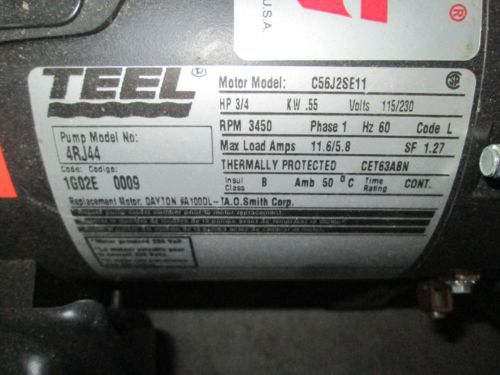 U.S.A.
®
TEEL®
Motor Model: C56J2SE11
HP 3/4 KW .55 Volts 115/230
RPM 3450 Phase 1 Hz 60 Code L
Pump Model No:
4RJ44
Max Load Amps 11.6/5.8 SF 1.27
THERMALLY PROTECTED CET63ABN
Code: Codigo:
1G02E 0009
Insul Class B Amb 50°C Time Rating CONT.
Replacement Motor, DAYTON #A100DL-1A.O.Smith Corp.